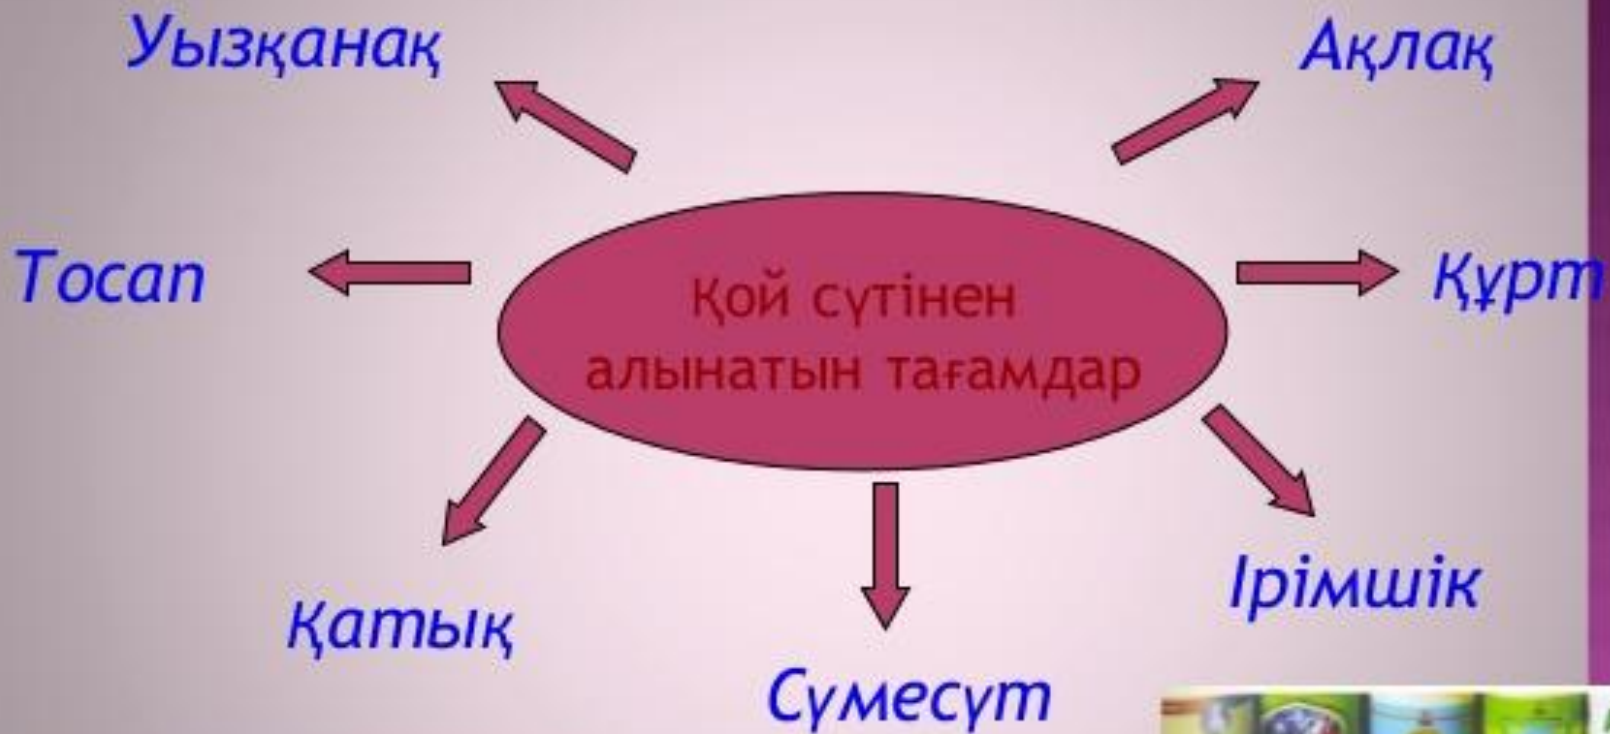 Уызқанақ
Ақлақ
Тосап
Қой сүтінен
алынатын тағамдар
Құрт
Қатық
Ірімшік
Сүмесүт